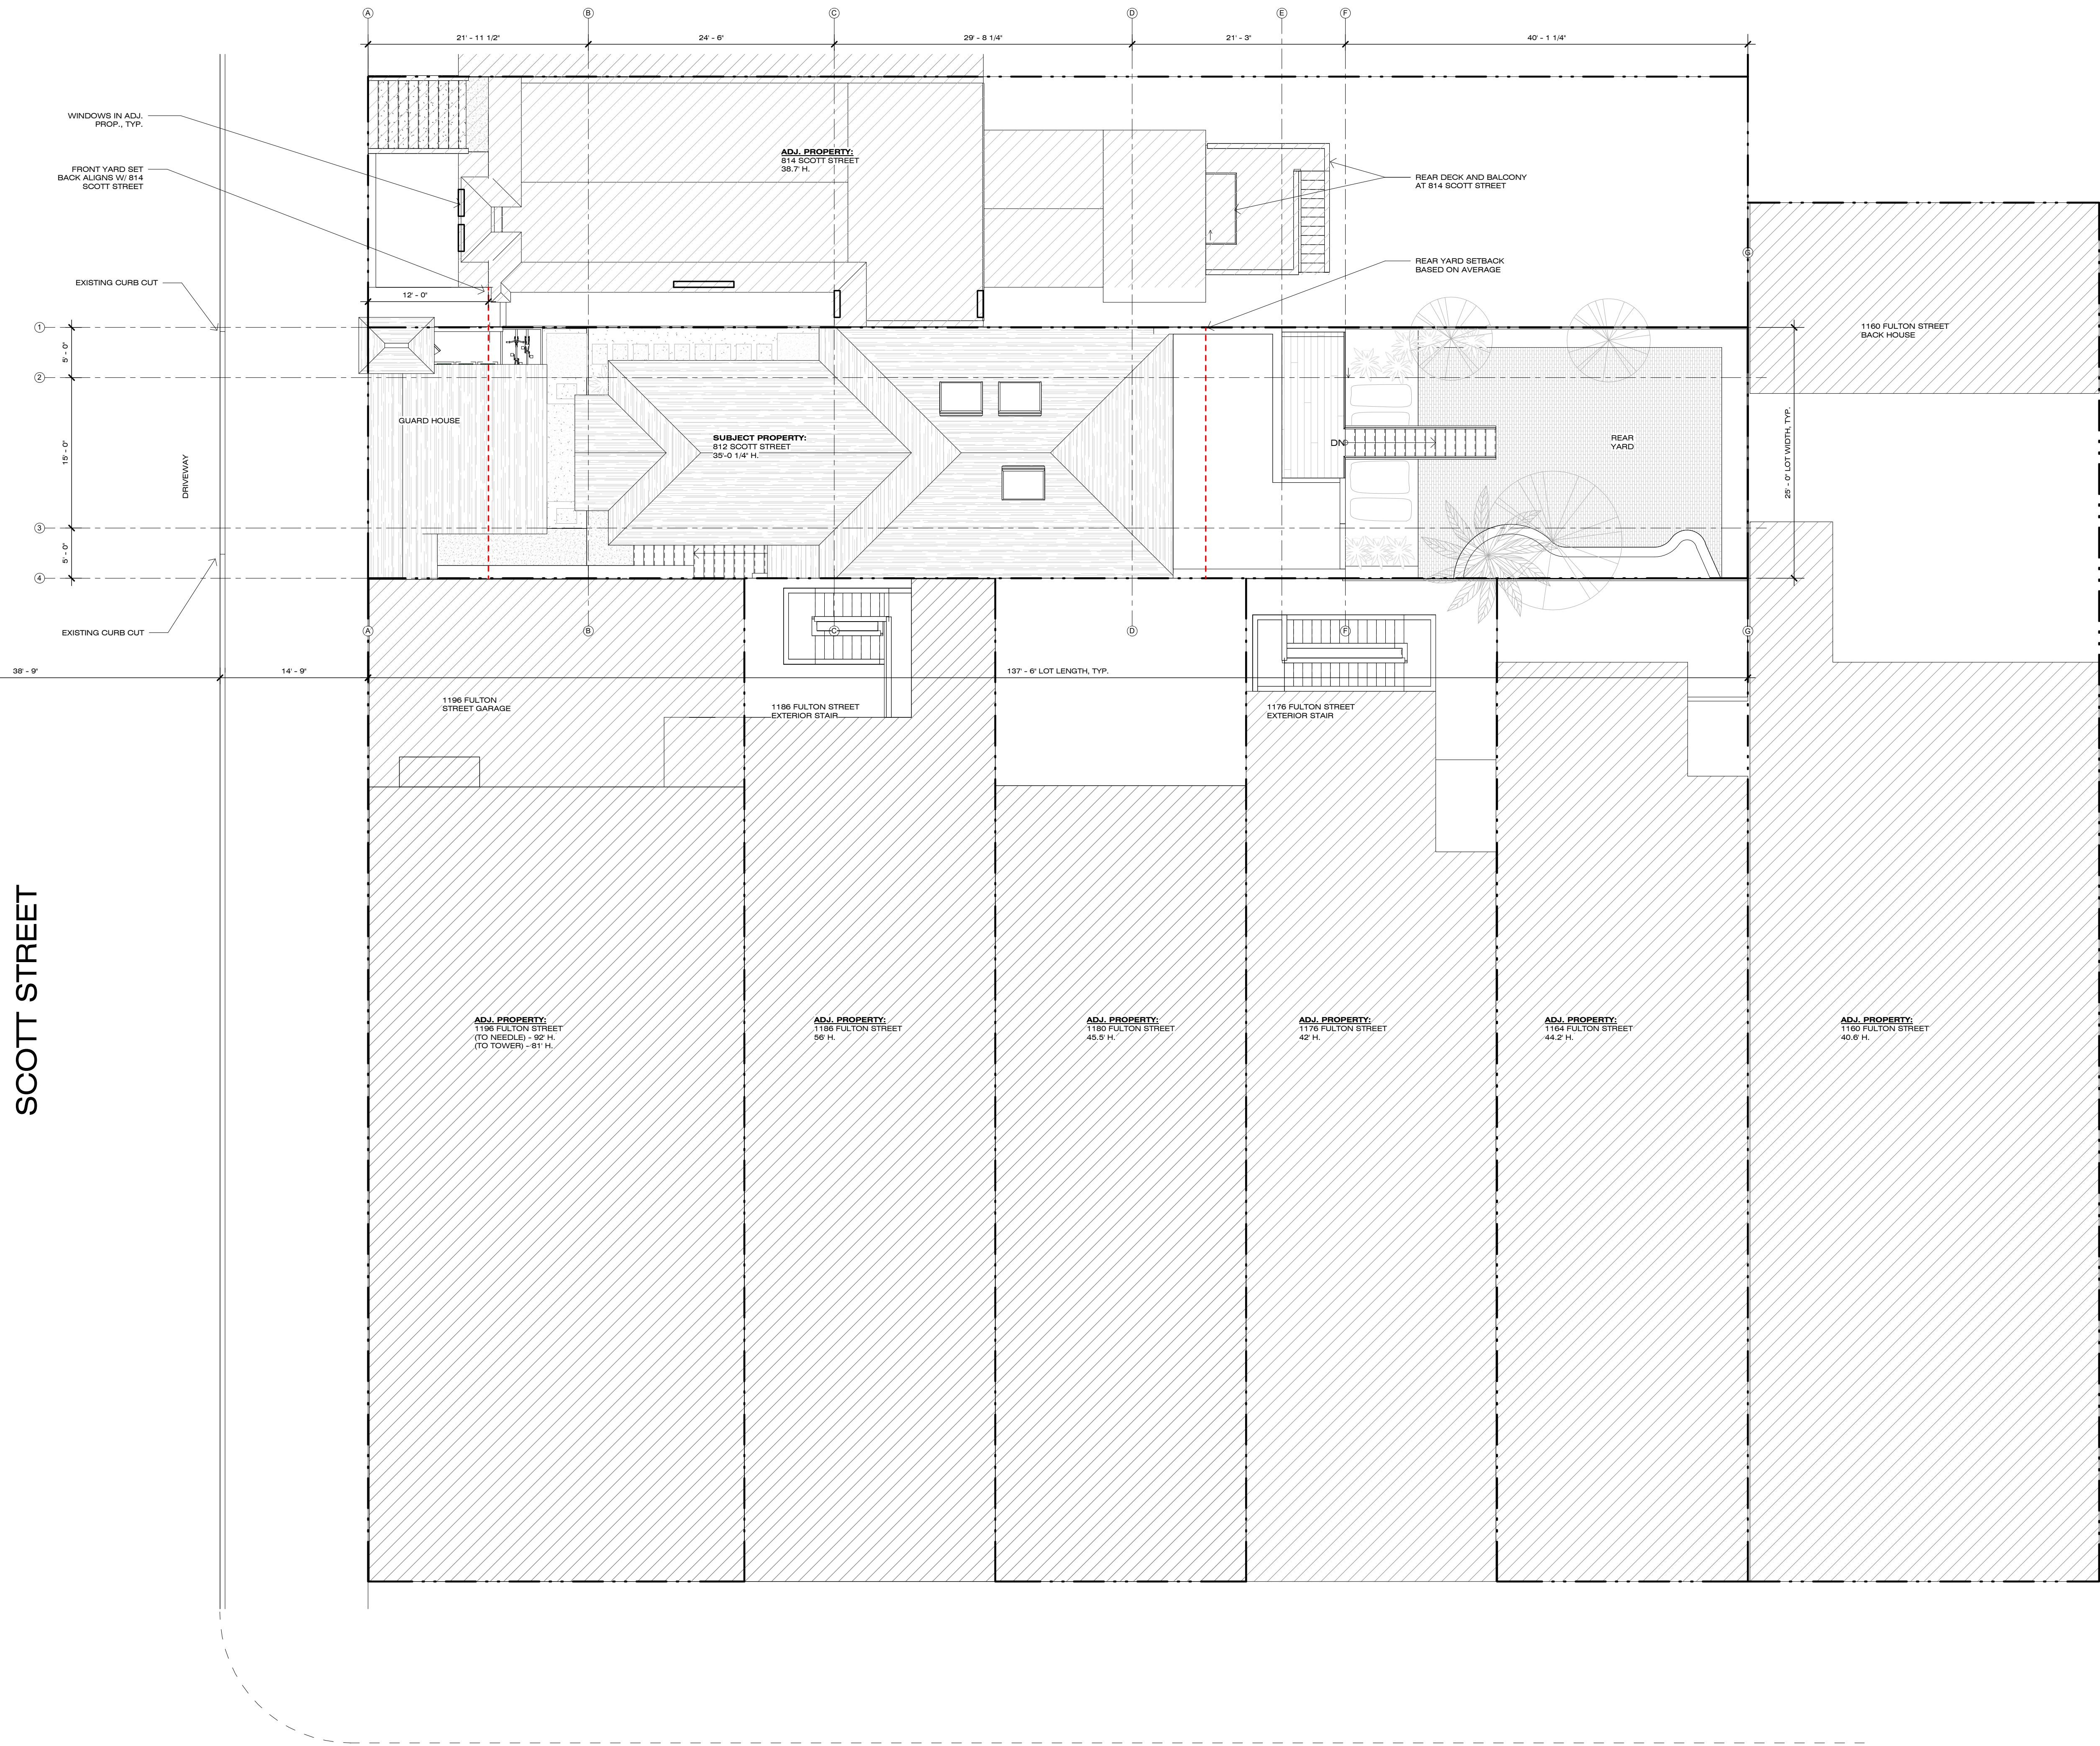 A
B
C
D
E
F
21' - 11 1/2"
24' - 6"
29' - 8 1/4"
21' - 3"
40' - 1 1/4"
WINDOWS IN ADJ.
PROP., TYP.
FRONT YARD SET
BACK ALIGNS W/ 814
SCOTT STREET
ADJ. PROPERTY:
814 SCOTT STREET
38.7' H.
REAR DECK AND BALCONY
AT 814 SCOTT STREET
REAR YARD SETBACK
BASED ON AVERAGE
G
EXISTING CURB CUT
12' - 0"
1
5' - 0"
2
15' - 0"
3
5' - 0"
4
1160 FULTON STREET
BACK HOUSE
GUARD HOUSE
SUBJECT PROPERTY:
812 SCOTT STREET
35'-0 1/4" H.
DN
REAR
YARD
25' - 0" LOT WIDTH, TYP.
DRIVEWAY
EXISTING CURB CUT
A
B
C
D
F
G
38' - 9"
14' - 9"
137' - 6" LOT LENGTH, TYP.
1196 FULTON
STREET GARAGE
1186 FULTON STREET
EXTERIOR STAIR
1176 FULTON STREET
EXTERIOR STAIR
SCOTT STREET
ADJ. PROPERTY:
1196 FULTON STREET
(TO NEEDLE) - 92' H.
(TO TOWER) - 81' H.
ADJ. PROPERTY:
1186 FULTON STREET
56' H.
ADJ. PROPERTY:
1180 FULTON STREET
45.5' H.
ADJ. PROPERTY:
1176 FULTON STREET
42' H.
ADJ. PROPERTY:
1164 FULTON STREET
44.2' H.
ADJ. PROPERTY:
1160 FULTON STREET
40.6' H.